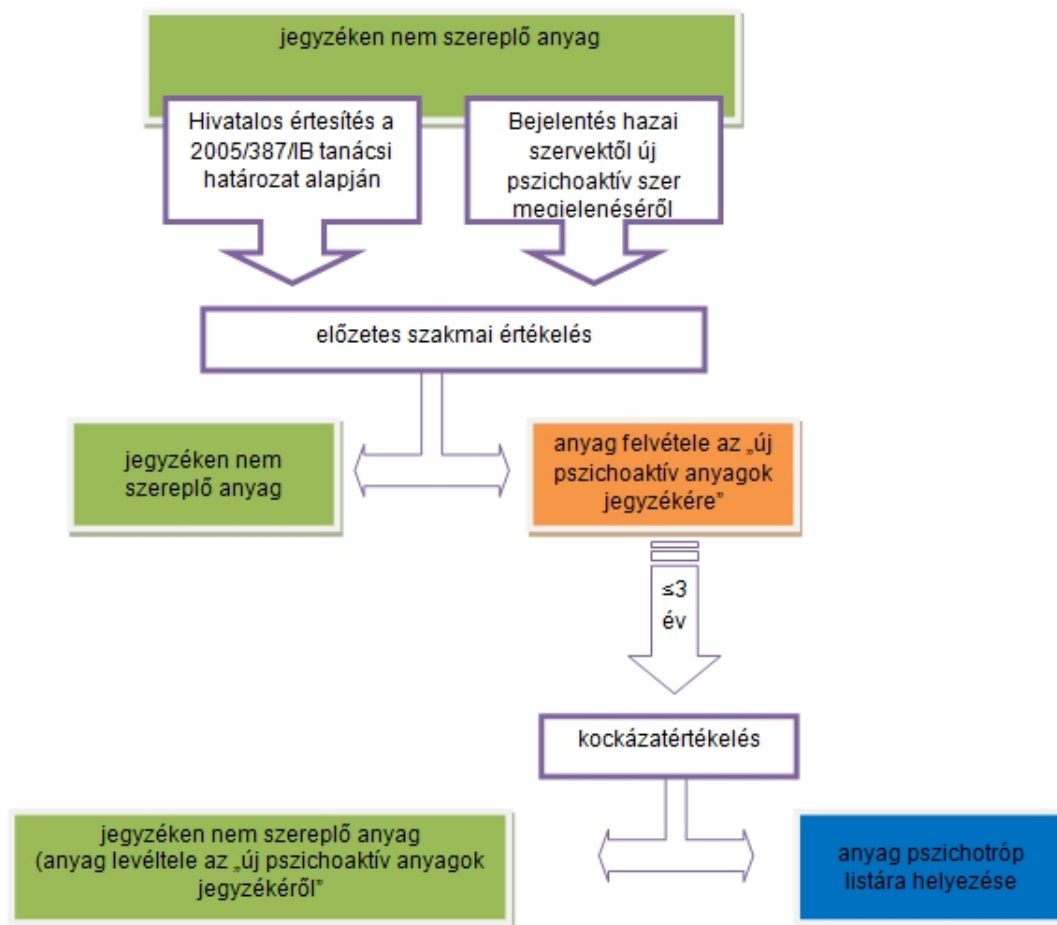 jegyzéken nem szereplő anyag
Hivatalos értesítés a
2005/387/IB tanácsi
határozat alapján
Bejelentés hazai
szervektől új
pszichoaktív szer
megjelenéséről
előzetes szakmai értékelés
jegyzéken nem
szereplő anyag
anyag felvétele az „új
pszichoaktív anyagok
jegyzékére”
≤3
év
kockázatértékelés
jegyzéken nem szereplő anyag
(anyag levéltele az „új pszichoaktív anyagok
jegyzékéről”
anyag pszichotróp
listára helyezése